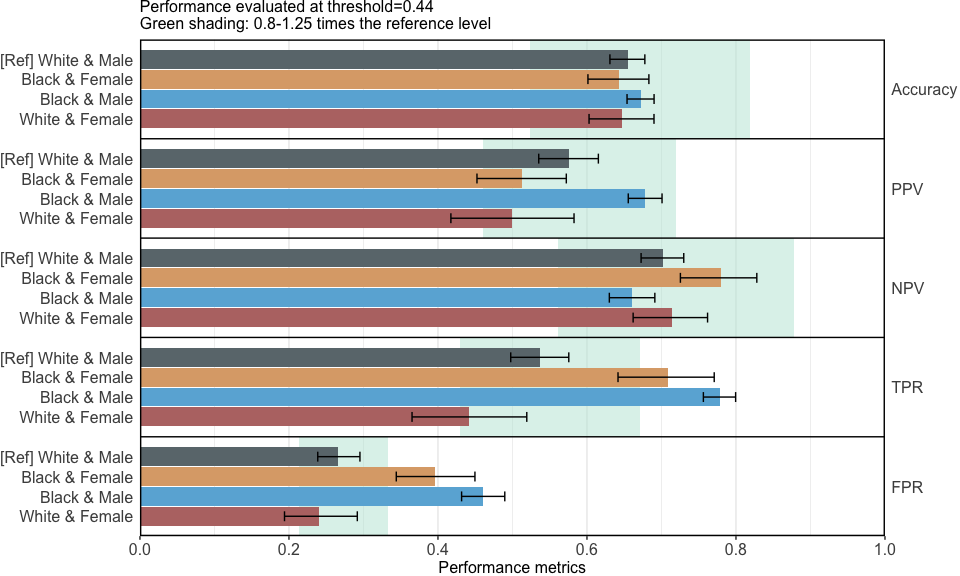 Performance evaluated at threshold=0.44
Green shading: 0.8-1.25 times the reference level
[Ref] White & Male
Black & Female
Black & Male
White & Female
Accuracy
[Ref] White & Male
Black & Female
Black & Male
White & Female
PPV
[Ref] White & Male
Black & Female
Black & Male
White & Female
NPV
[Ref] White & Male
Black & Female
Black & Male
White & Female
TPR
[Ref] White & Male
Black & Female
Black & Male
White & Female
FPR
0.0 0.2 0.4 0.6 0.8 1.0
Performance metrics